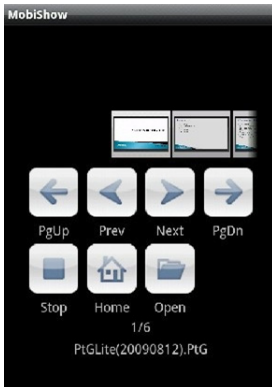 MobiShow
PgUp Prev Next PgDn
Stop Home Open
1/6
PtGLite(20090812).PtG